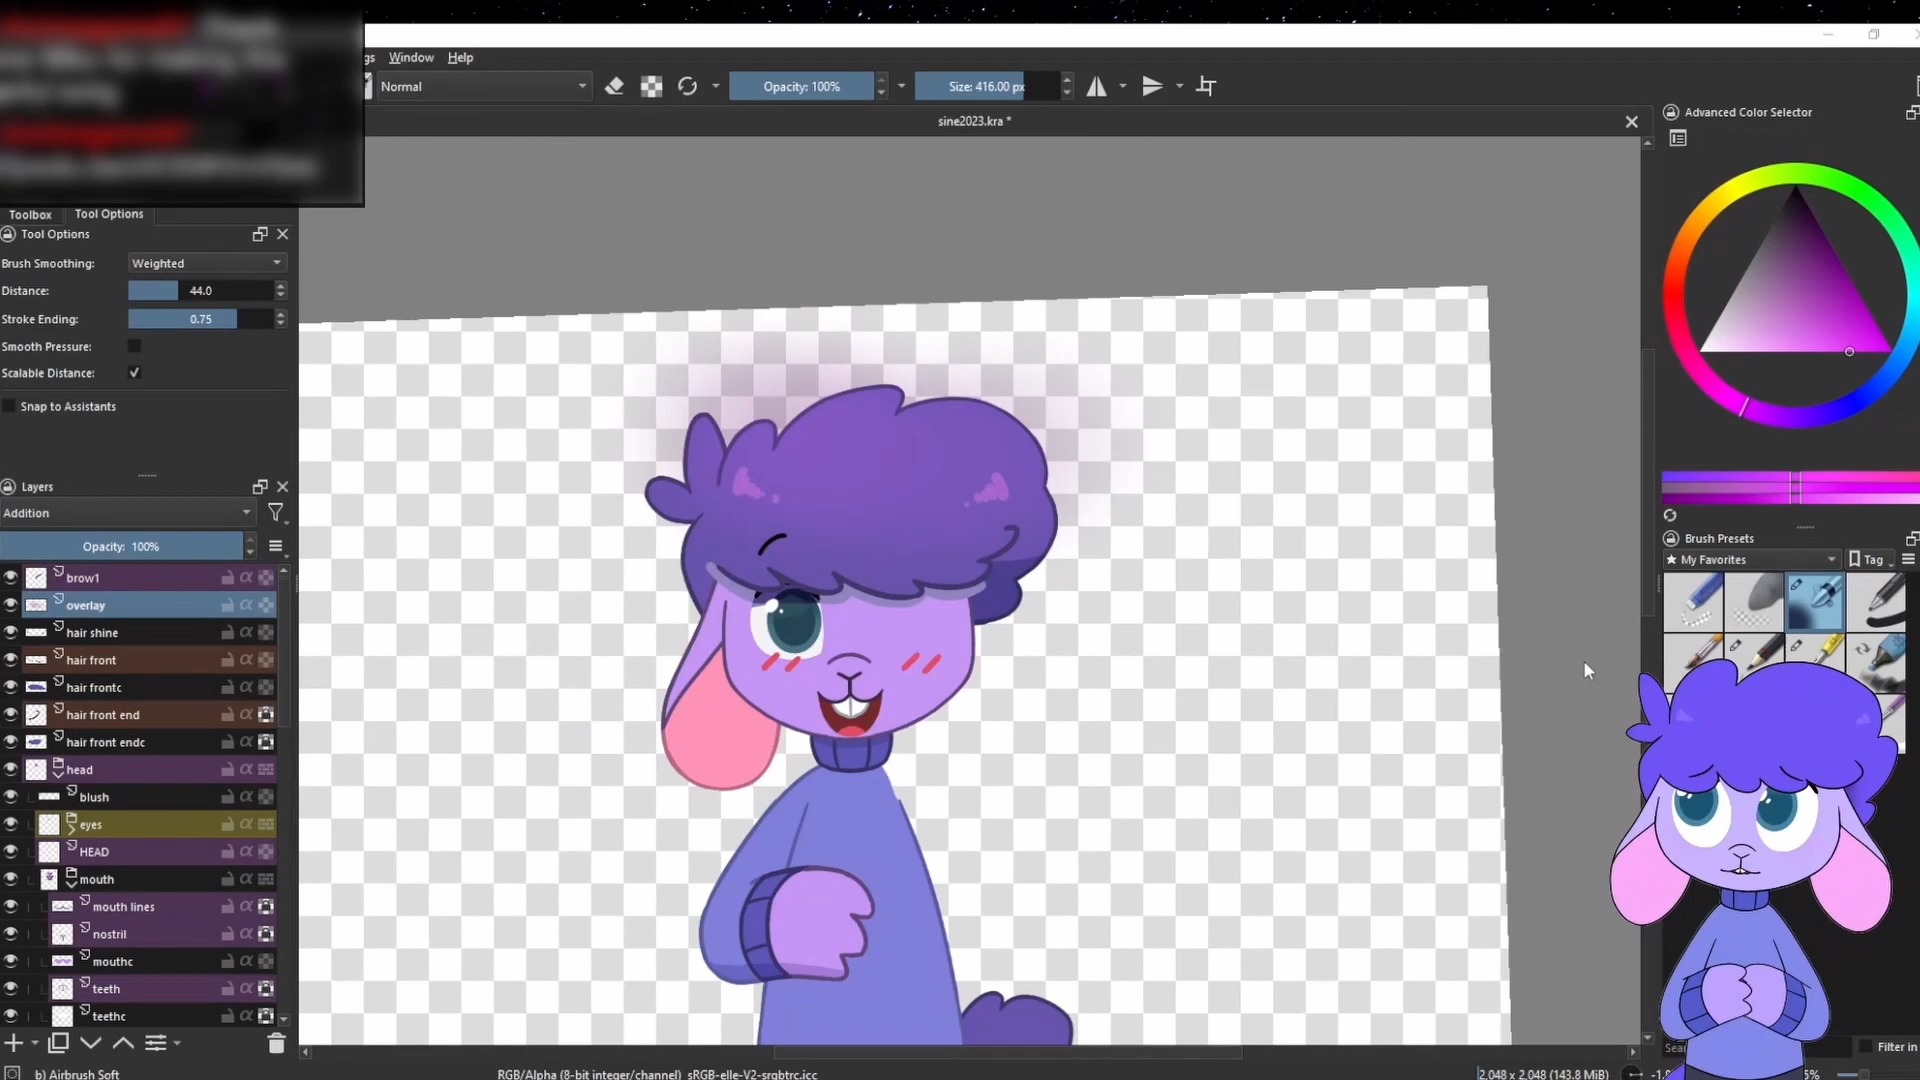 gs Window Help
Normal
Opacity: 100%
Size: 416.00 px
sine2023.kra *
Advanced Color Selector
Toolbox Tool Options
Tool Options
Brush Smoothing: Weighted
Distance: 44.0
Stroke Ending: 0.75
Smooth Pressure:
Scalable Distance:
Snap to Assistants
Layers
Addition
Opacity: 100%
brow1
overlay
hair shine
hair front
hair frontc
hair front end
hair front endc
head
blush
eyes
HEAD
mouth
mouth lines
nostril
mouthc
teeth
teethc
Brush Presets
My Favorites
Tag
Sea
Filter in
b) Airbrush Soft
RGB/Alpha (8-bit integer/channel) sRGB-elle-V2-srgbtrc.icc
2,048 x 2,048 (143.8 MiB)
5%